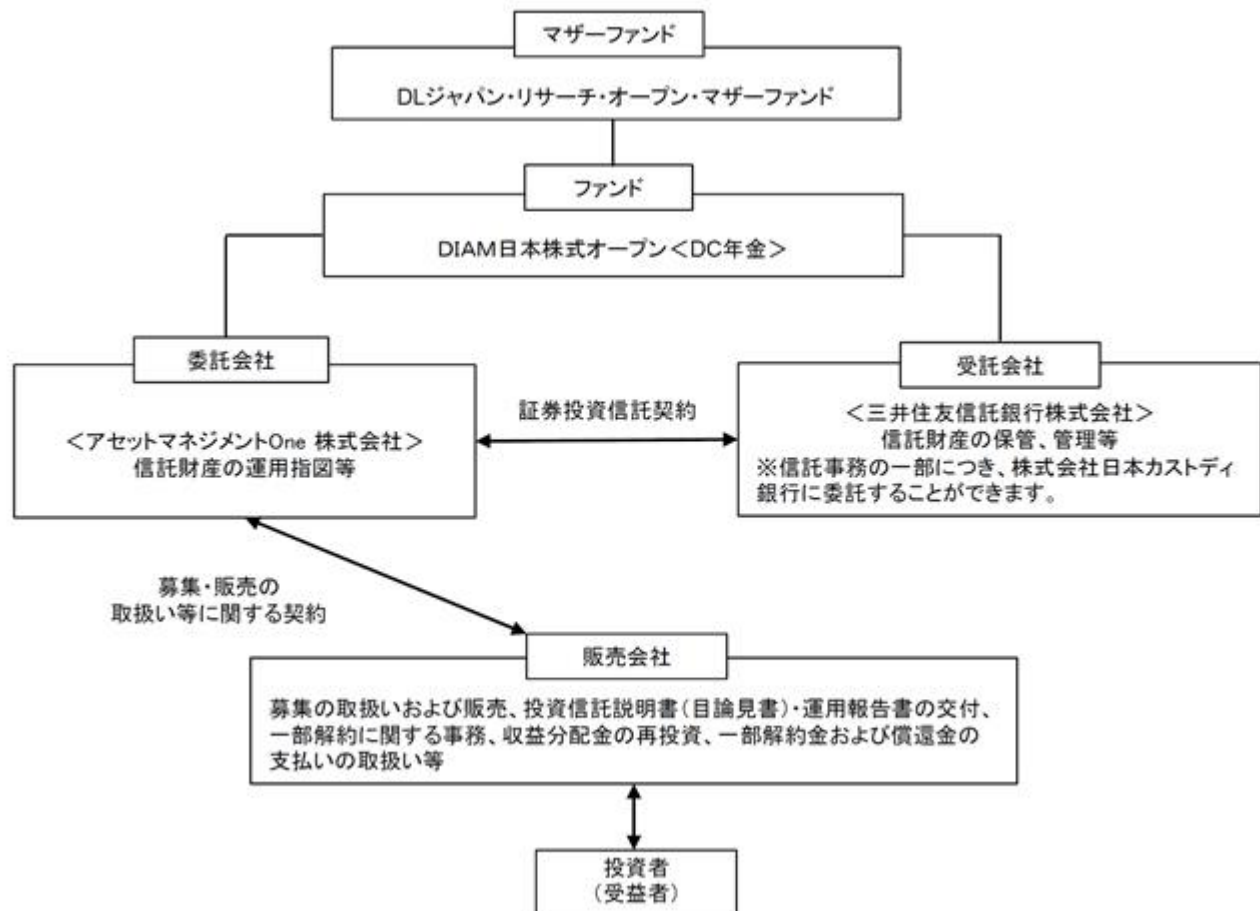 マザーファンド
DLジャパン・リサーチ・オープン・マザーファンド
ファンド
DIAM日本株式オープン＜DC年金＞
委託会社
＜アセットマネジメントOne 株式会社＞
信託財産の運用指図等
証券投資信託契約
受託会社
＜三井住友信託銀行株式会社＞
信託財産の保管、管理等
※信託事務の一部につき、株式会社日本カストディ
銀行に委託することができます。
募集・販売の
取扱い等に関する契約
販売会社
募集の取扱いおよび販売、投資信託説明書（目論見書）・運用報告書の交付、
一部解約に関する事務、収益分配金の再投資、一部解約金および償還金の
支払いの取扱い等
投資者
（受益者）